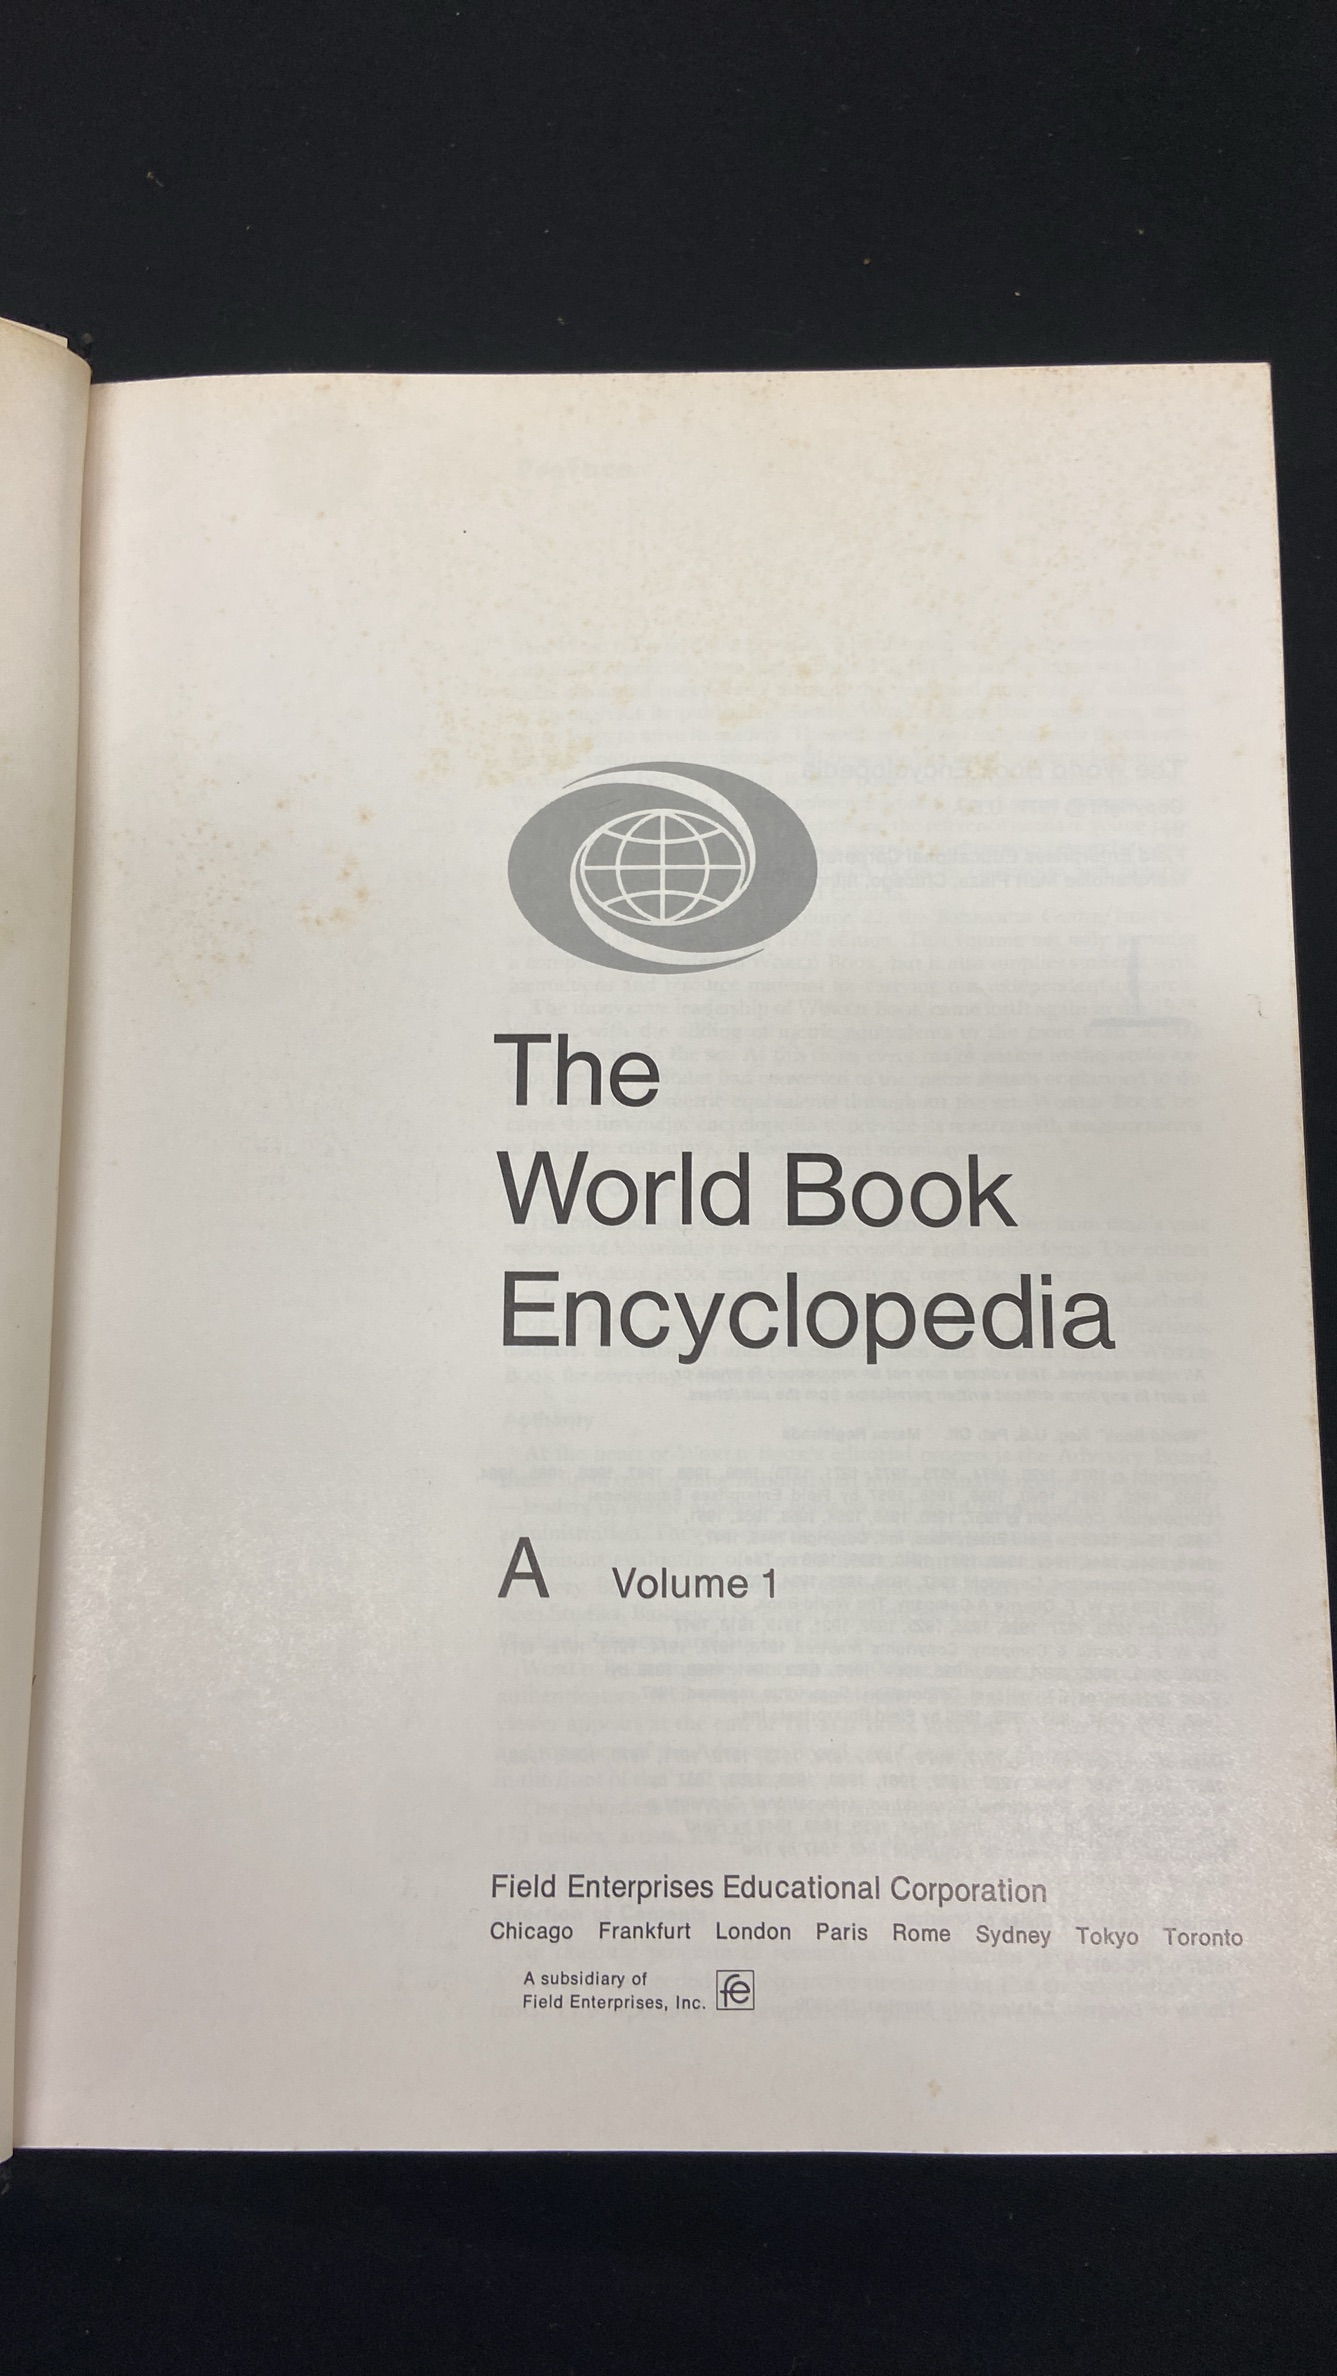 The
World Book
Encyclopedia
A Volume 1
Field Enterprises Educational Corporation
Chicago Frankfurt London Paris Rome Sydney Tokyo Toronto
A subsidiary of
Field Enterprises, Inc. fe